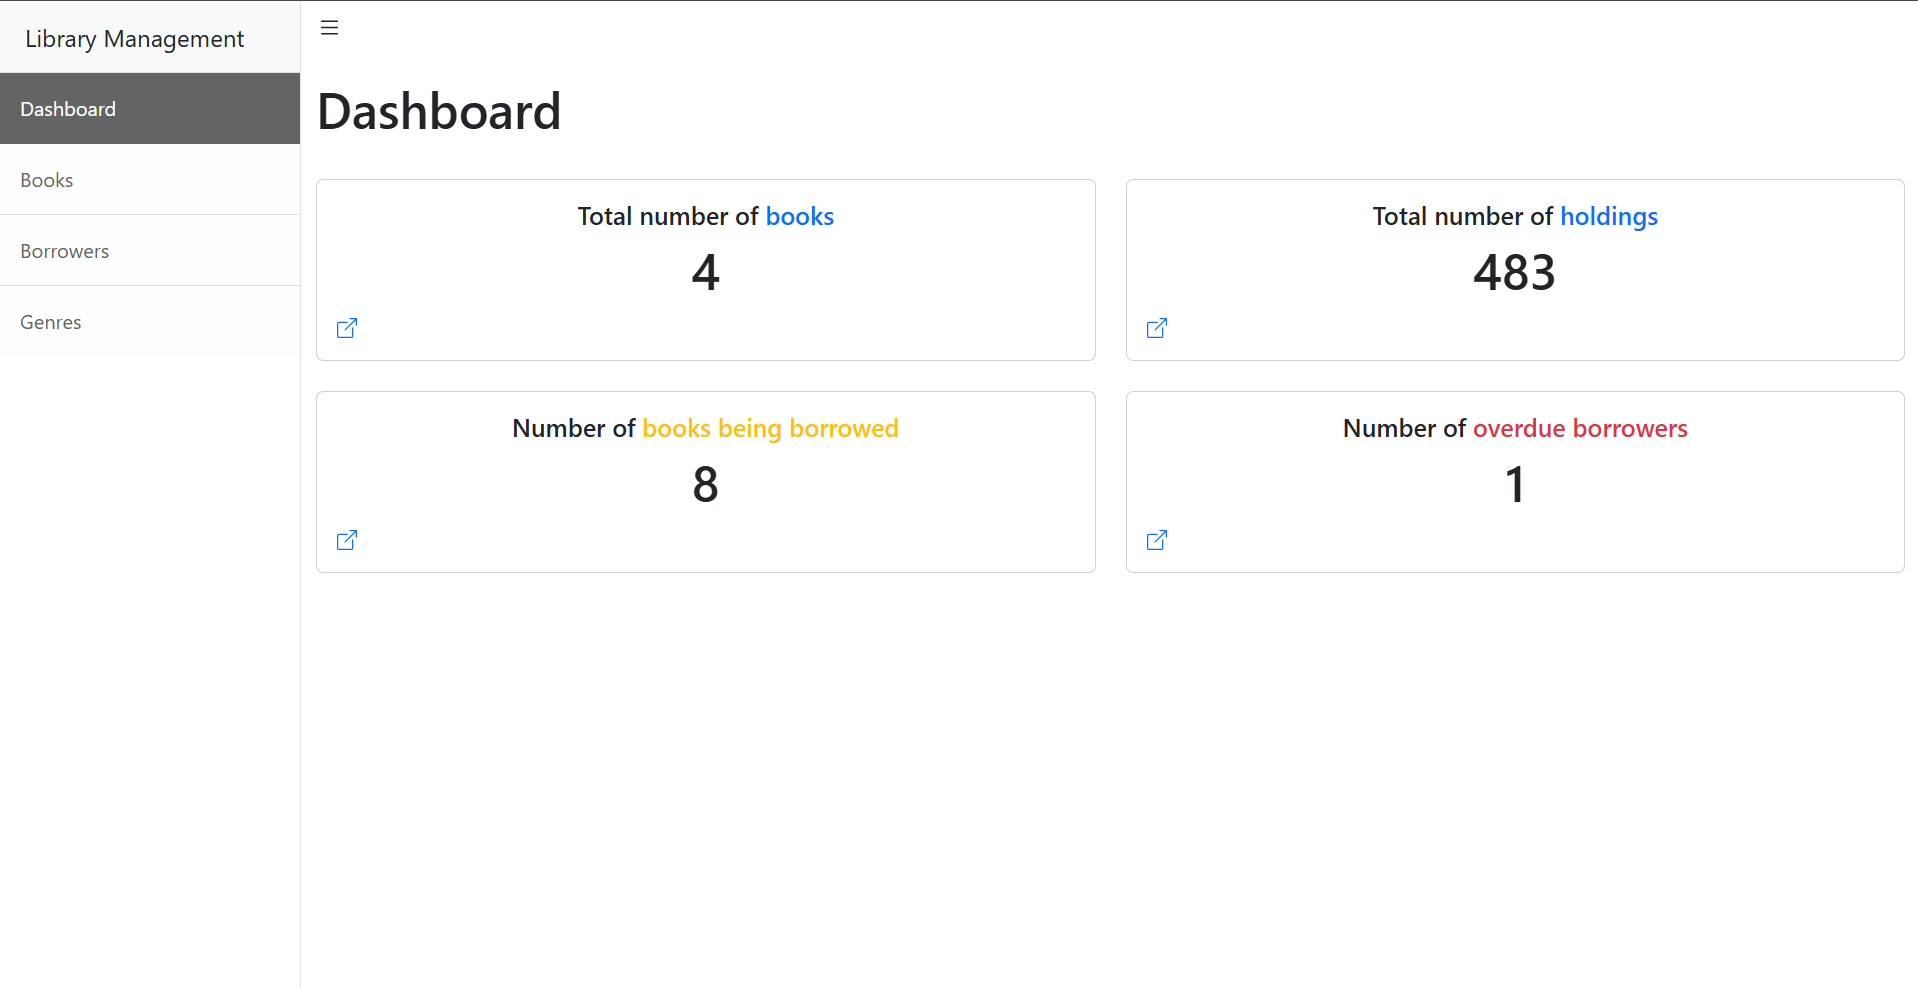 Library Management
Dashboard
Books
Borrowers
Genres
Dashboard
Total number of books
4
Total number of holdings
483
Number of books being borrowed
8
Number of overdue borrowers
1